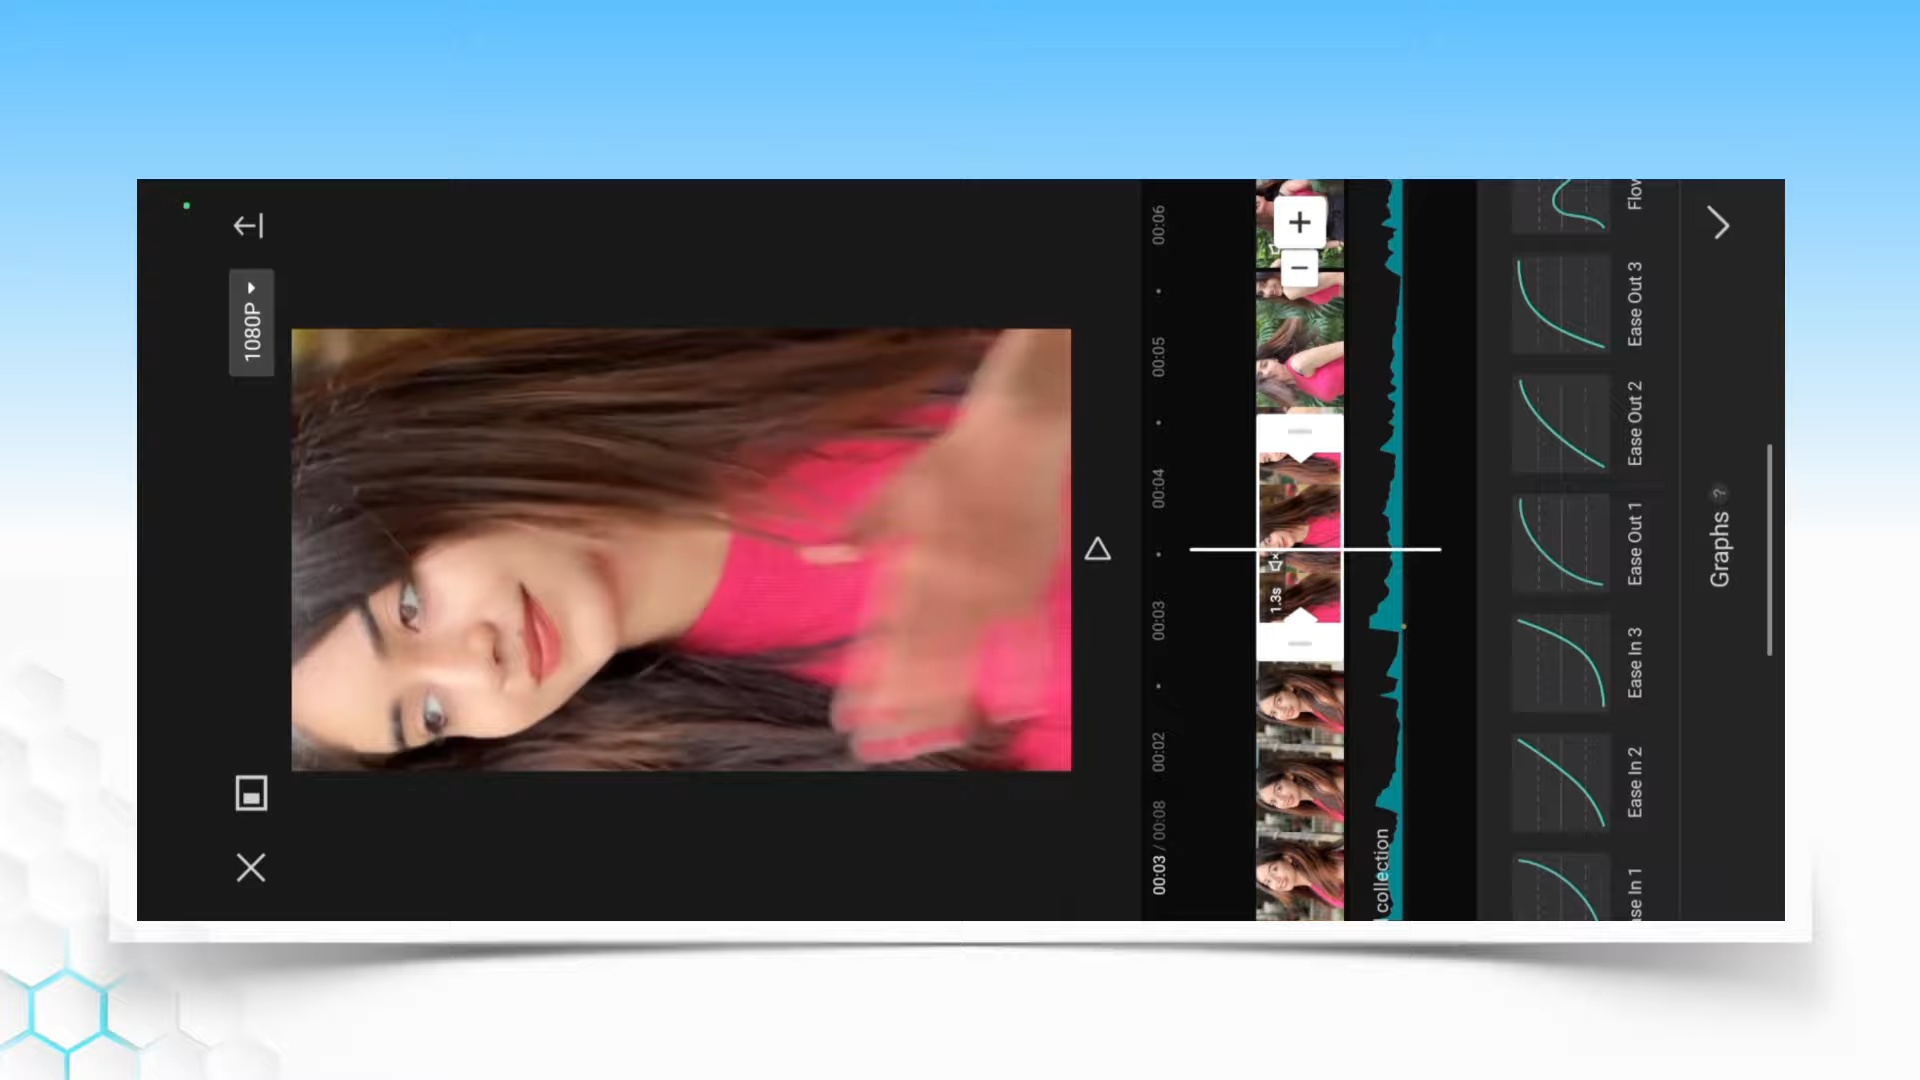 1080P
00:03 / 00:08
00:02
00:03
00:04
00:05
00:06
1.3s
collection
Ease In 2
Ease In 3
Ease Out 1
Ease Out 2
Ease Out 3
Graphs ?